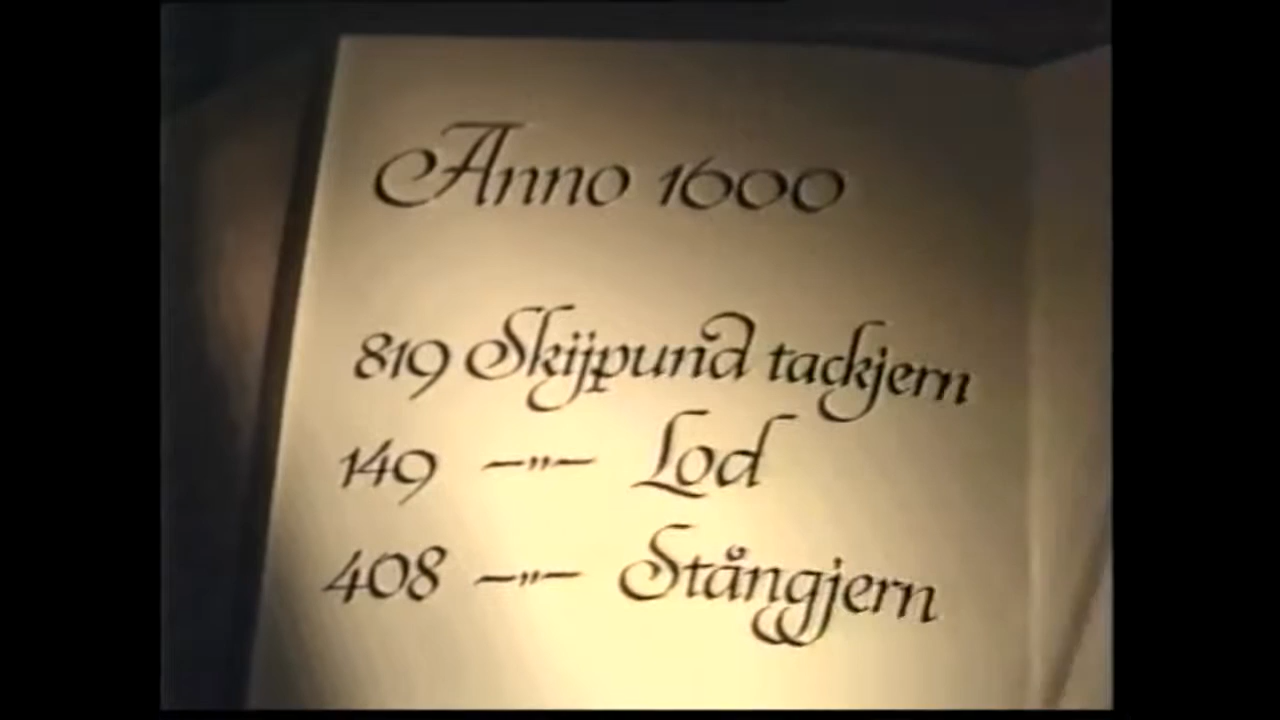 Anno 1600
819 Skijpund tackjern
149 —"— Lod
408 —"— Stångjern